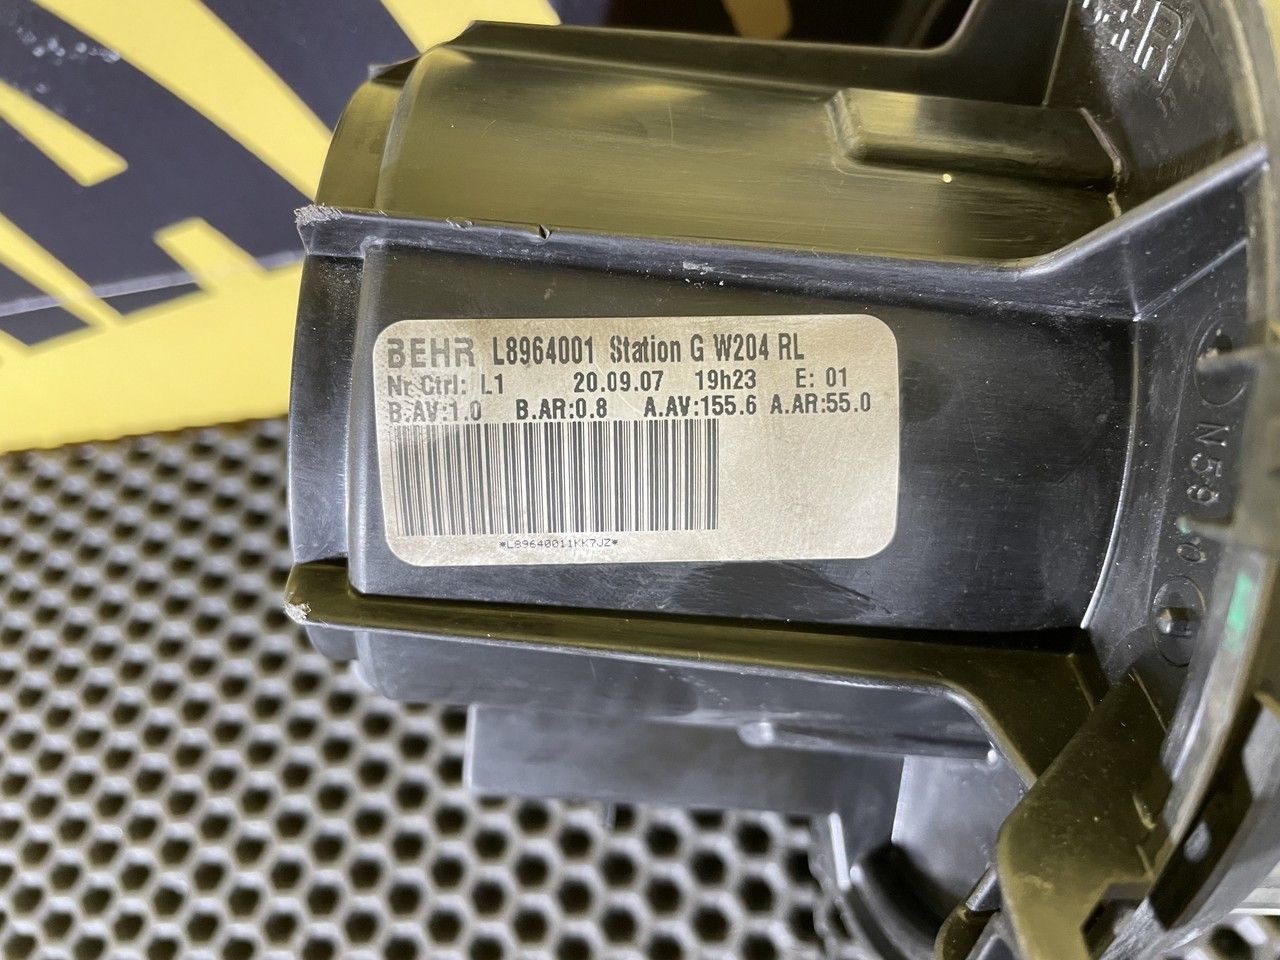 BEHR L8964001 Station G W204 RL
Nr Ctrl: L1 20.09.07 19h23 E: 01
B.AV:1.0 B.AR:0.8 A.AV:155.6 A.AR:55.0
*L89640011KK7JZ*